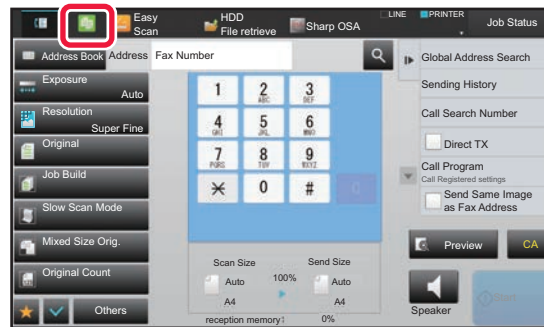 Easy
Scan
HDD
File retrieve
Sharp OSA
LINE
PRINTER
Job Status
Address Book
Address
Fax Number
Global Address Search
Exposure
Auto
Sending History
Resolution
Super Fine
Call Search Number
Original
Direct TX
Job Build
Call Program
Call Registered settings
Slow Scan Mode
Send Same Image
as Fax Address
Mixed Size Orig.
Original Count
Others
1
2
ABC
3
DEF
4
GHI
5
JKL
6
MNO
7
PQRS
8
TUV
9
WXYZ
0
#
Scan Size
Send Size
Auto
100%
Auto
A4
A4
reception memory:
0%
Preview
CA
Speaker
Start